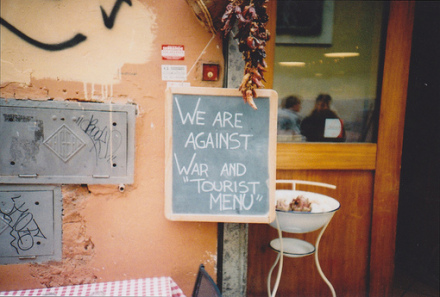 WE ARE
AGAINST
WAR AND
"TOURIST
MENU"